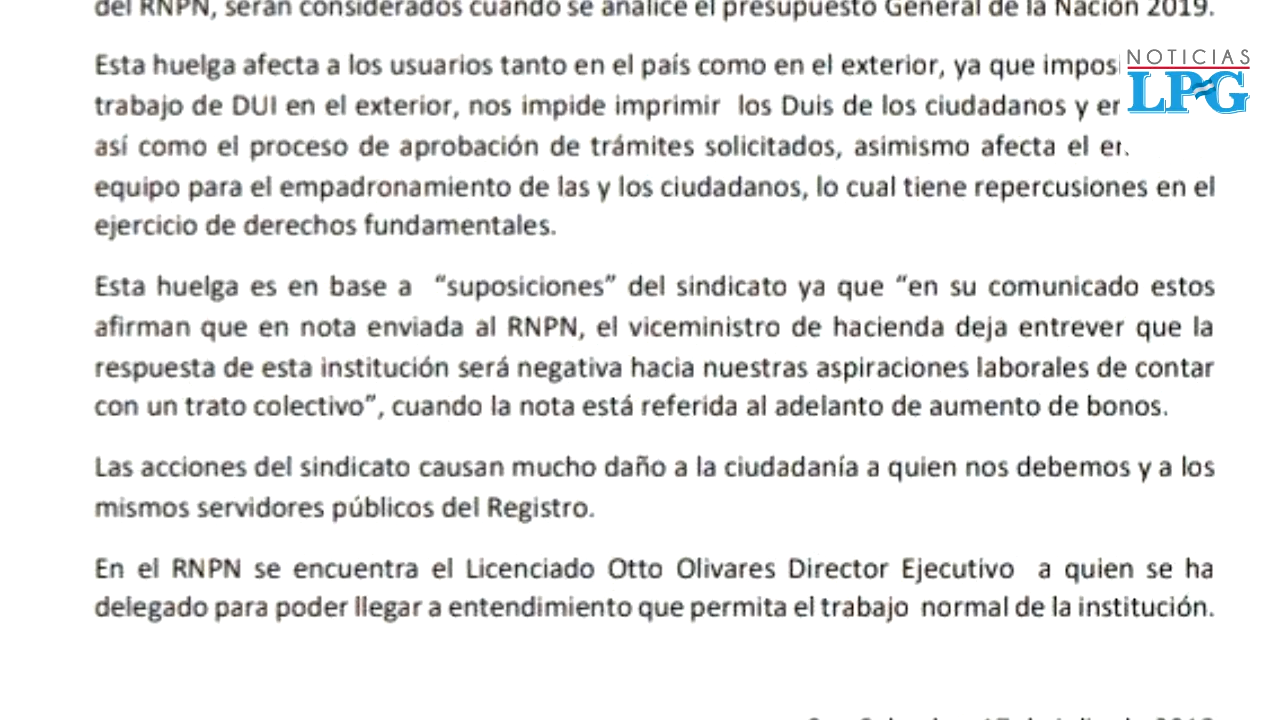 del RNPN, serán considerados cuando se analice el presupuesto General de la Nación 2019.
Esta huelga afecta a los usuarios tanto en el país como en el exterior, ya que
trabajo de DUI en el exterior, nos impide imprimir los Duis de los ciudadanos y
así como el proceso de aprobación de trámites solicitados, asimismo afecta el
equipo para el empadronamiento de las y los ciudadanos, lo cual tiene repercusiones en el
ejercicio de derechos fundamentales.
Esta huelga es en base a “suposiciones” del sindicato ya que “en su comunicado estos
afirman que en nota enviada al RNPN, el viceministro de hacienda deja entrever que la
respuesta de esta institución será negativa hacia nuestras aspiraciones laborales de contar
con un trato colectivo”, cuando la nota está referida al adelanto de aumento de bonos.
Las acciones del sindicato causan mucho daño a la ciudadanía a quien nos debemos y a los
mismos servidores públicos del Registro.
En el RNPN se encuentra el Licenciado Otto Olivares Director Ejecutivo a quien se ha
delegado para poder llegar a entendimiento que permita el trabajo normal de la institución.
NOTICIAS
LPG